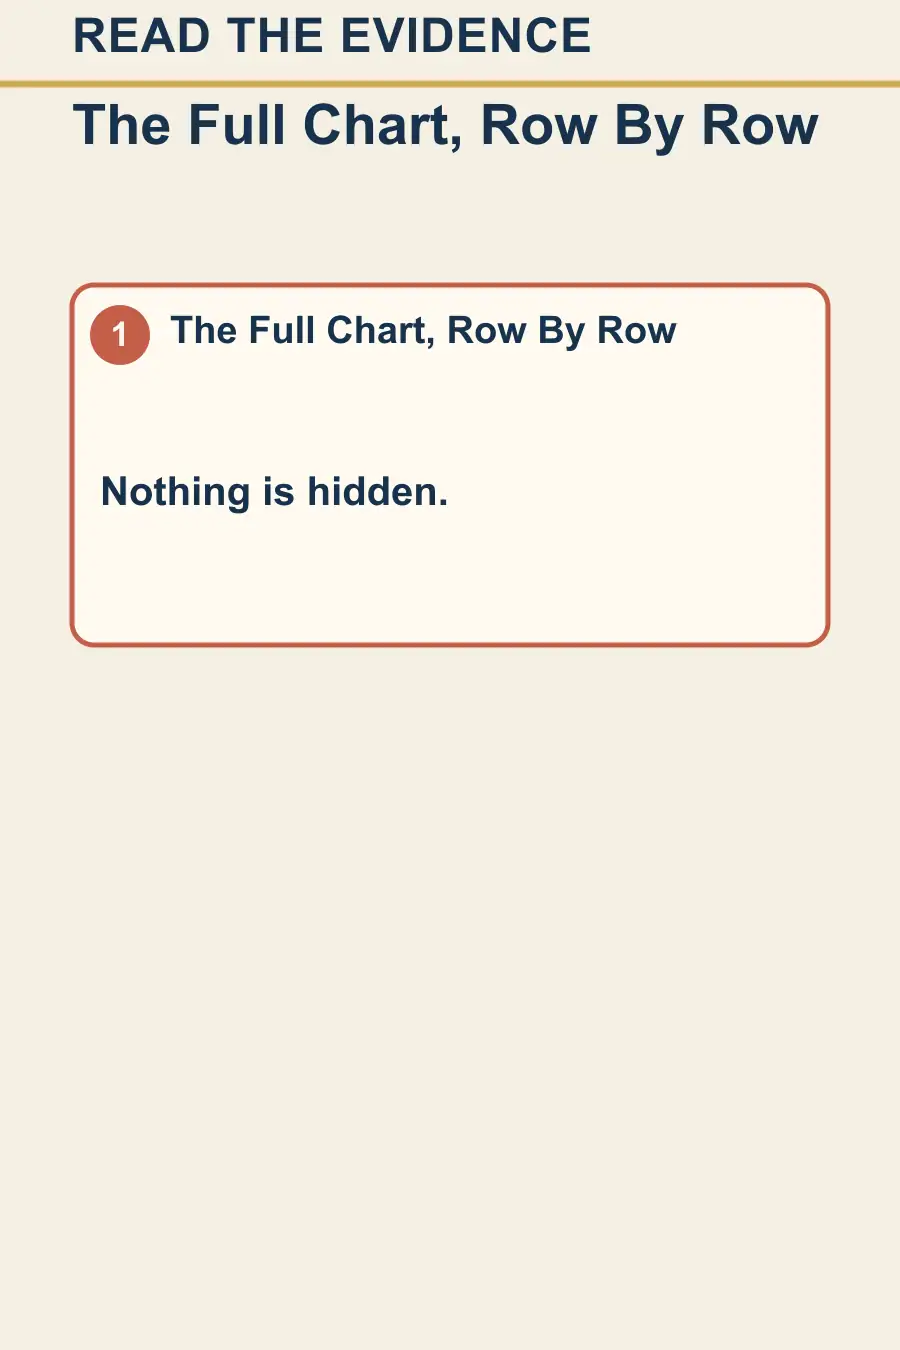 READ THE EVIDENCE
The Full Chart, Row By Row
1 The Full Chart, Row By Row
Nothing is hidden.